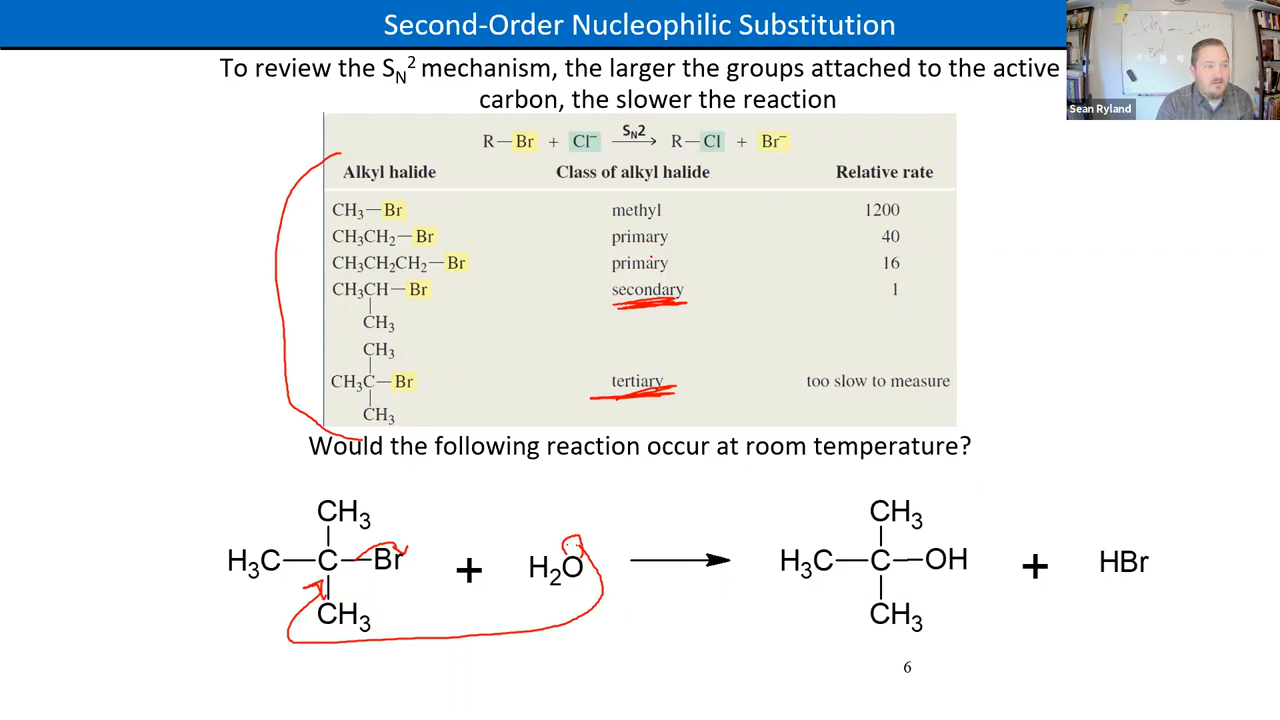 Second-Order Nucleophilic Substitution
To review the SN2 mechanism, the larger the groups attached to the active
carbon, the slower the reaction
Sean Ryland
R—Br + Cl⁻ SN2→ R—Cl + Br⁻
Alkyl halide Class of alkyl halide Relative rate
CH₃—Br methyl 1200
CH₃CH₂—Br primary 40
CH₃CH₂CH₂—Br primary 16
CH₃CH—Br secondary 1
CH₃
CH₃
CH₃C—Br tertiary too slow to measure
CH₃
Would the following reaction occur at room temperature?
CH₃ CH₃
H₃C—C—Br + H₂O → H₃C—C—OH + HBr
CH₃ CH₃
6